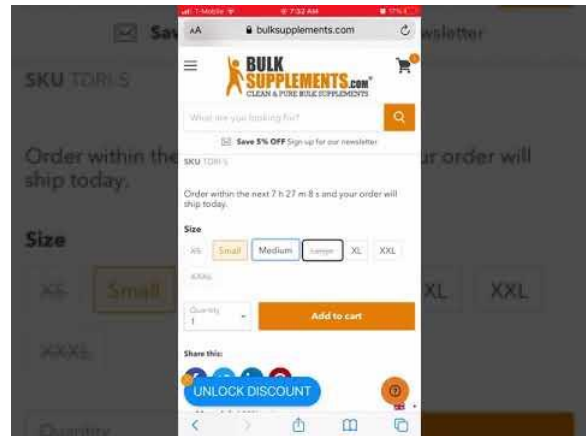 T-Mobile 7:32 AM 17%
AA bulksupplements.com
BULK
SUPPLEMENTS.COM®
CLEAN & PURE BULK SUPPLEMENTS
What are you looking for?
Save 5% OFF Sign up for our newsletter
SKU TDRI-S
Order within the next 7 h 27 m 8 s and your order will
ship today.
Size
XS Small Medium Large XL XXL
XXXL
Quantity
1
Add to cart
Share this:
UNLOCK DISCOUNT
Sav
wsletter
SKU TDRI-S
Order within the
ur order will
ship today.
Size
XS Small
XL XXL
XXXL
Quantity